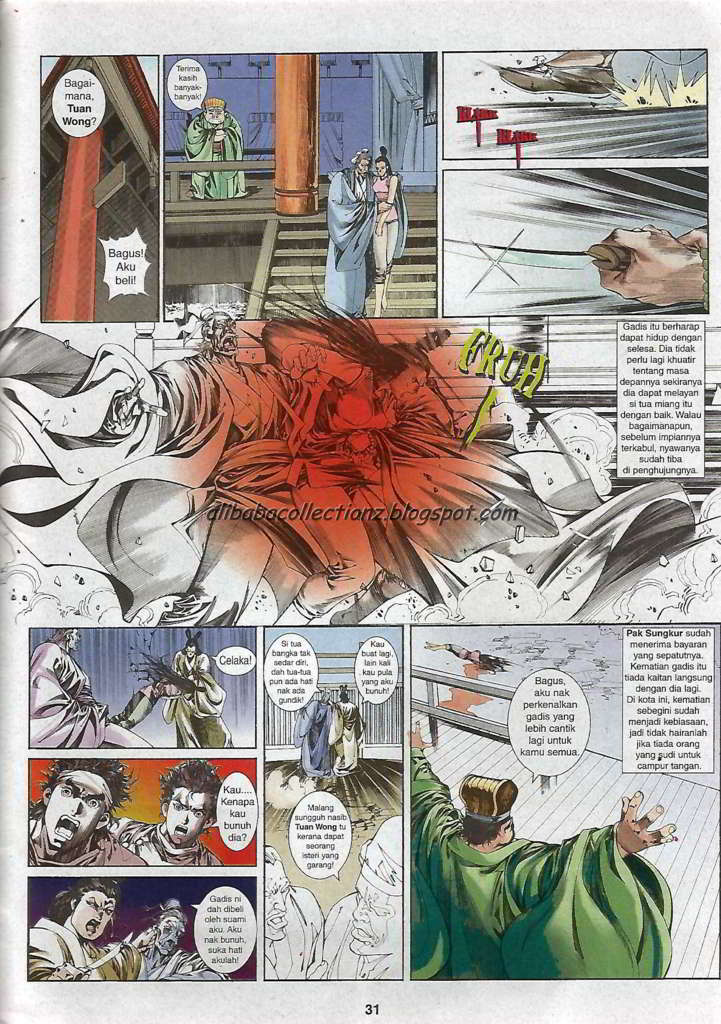 Bagai-
mana,
Tuan
Wong?
Bagus!
Aku
beli!
Terima
kasih
banyak-
banyak!
KLANK
KLANK
FRUH
Gadis itu berharap
dapat hidup dengan
selesa. Dia tidak
perlu lagi khuatir
tentang masa
depannya sekiranya
dia dapat melayan
si tua miang itu
dengan baik. Walau
bagaimanapun,
sebelum impiannya
terkabul, nyawanya
sudah tiba
di penghujungnya.
alibabacollectianz.blogspot.com
Celaka!
Kau....
Kenapa
kau
bunuh
dia?
Gadis ni
dah dibeli
oleh suami
aku. Aku
nak bunuh,
suka hati
akulah!
Si tua
bangka tak
sedar diri,
dah tua-tua
pun ada hati
nak ada
gundik!
Kau
buat lagi,
lain kali
kau pula
yang aku
bunuh!
Malang
sungguh nasib
Tuan Wong tu
kerana dapat
seorang
isteri yang
garang!
Bagus,
aku nak
perkenalkan
gadis yang
lebih cantik
lagi untuk
kamu semua.
Pak Sungkur sudah
menerima bayaran
yang sepatutnya.
Kematian gadis itu
tiada kaitan langsung
dengan dia lagi.
Di kota ini, kematian
sebegini sudah
menjadi kebiasaan,
jadi tidak hairanlah
jika tiada orang
yang sudi untuk
campur tangan.
31